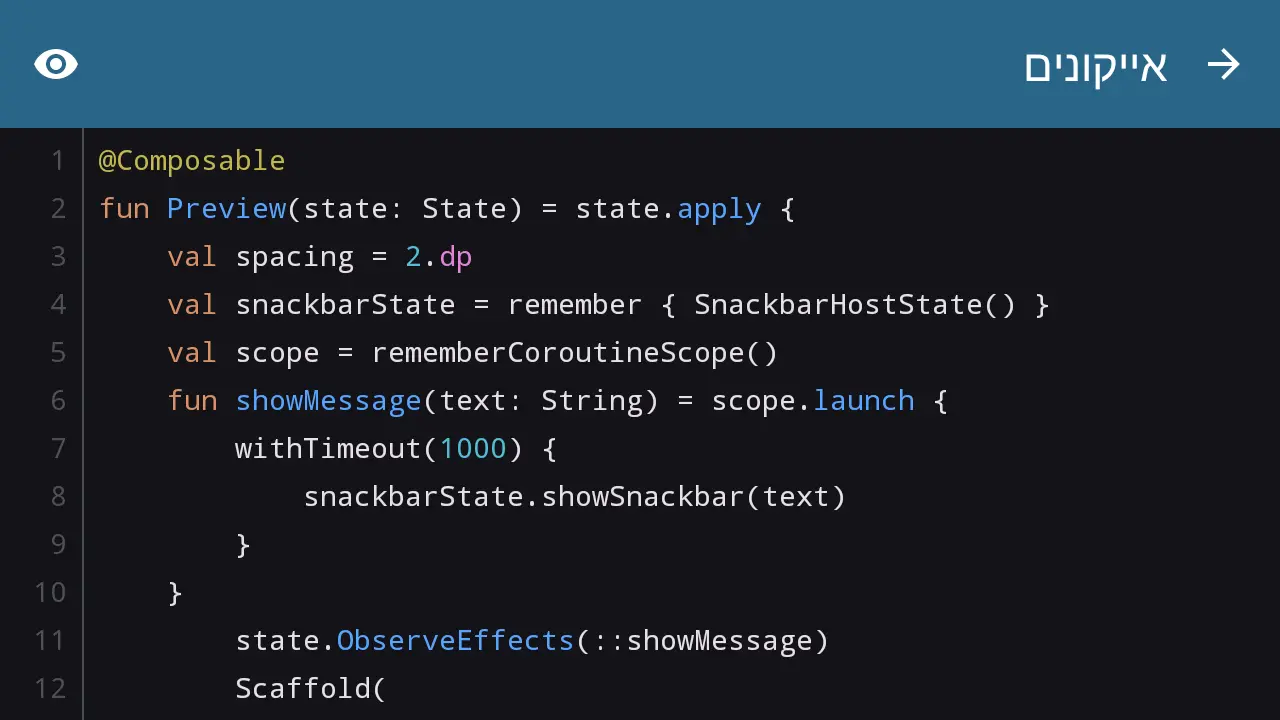 אייקונים
1 @Composable
2 fun Preview(state: State) = state.apply {
3     val spacing = 2.dp
4     val snackbarState = remember { SnackbarHostState() }
5     val scope = rememberCoroutineScope()
6     fun showMessage(text: String) = scope.launch {
7         withTimeout(1000) {
8             snackbarState.showSnackbar(text)
9         }
10     }
11         state.ObserveEffects(::showMessage)
12         Scaffold(